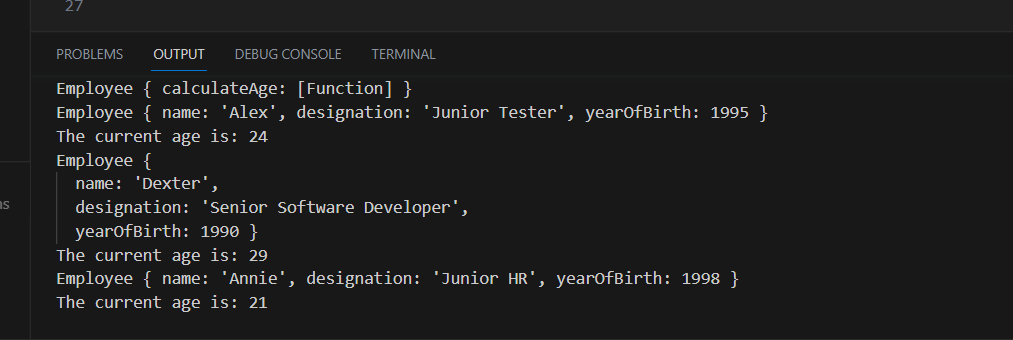 27
PROBLEMS OUTPUT DEBUG CONSOLE TERMINAL
Employee { calculateAge: [Function] }
Employee { name: 'Alex', designation: 'Junior Tester', yearOfBirth: 1995 }
The current age is: 24
Employee {
  name: 'Dexter',
  designation: 'Senior Software Developer',
  yearOfBirth: 1990 }
The current age is: 29
Employee { name: 'Annie', designation: 'Junior HR', yearOfBirth: 1998 }
The current age is: 21